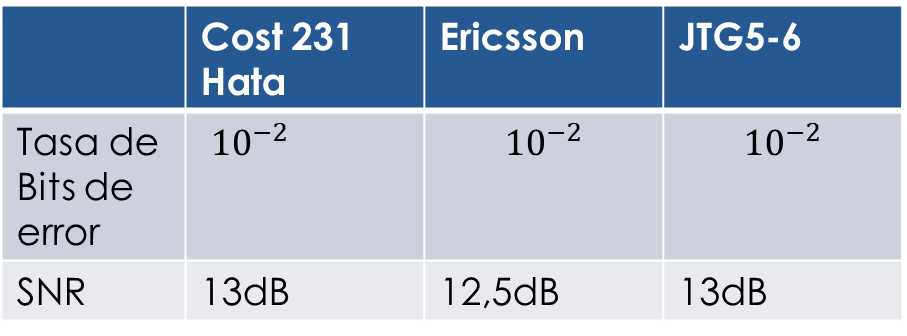 Cost 231 Ericsson JTG5-6
Hata
Tasa de 10⁻² 10⁻² 10⁻²
Bits de
error
SNR 13dB 12,5dB 13dB